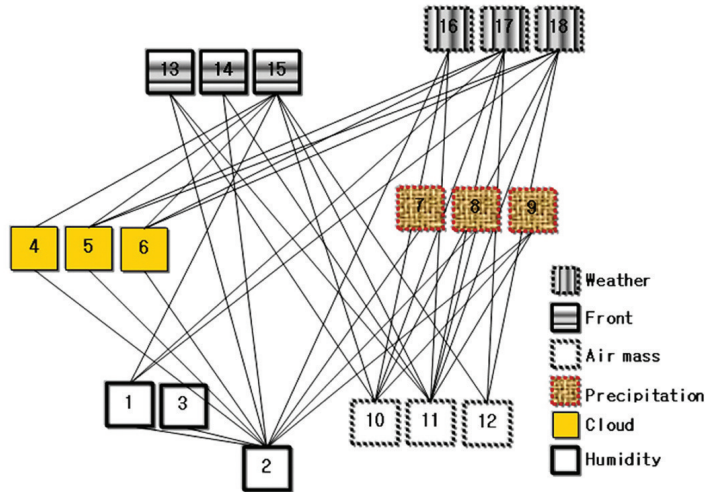 16 17 18
13 14 15
7 8 9
4 5 6
Weather
Front
Air mass
Precipitation
Cloud
Humidity
1 3
10 11 12
2